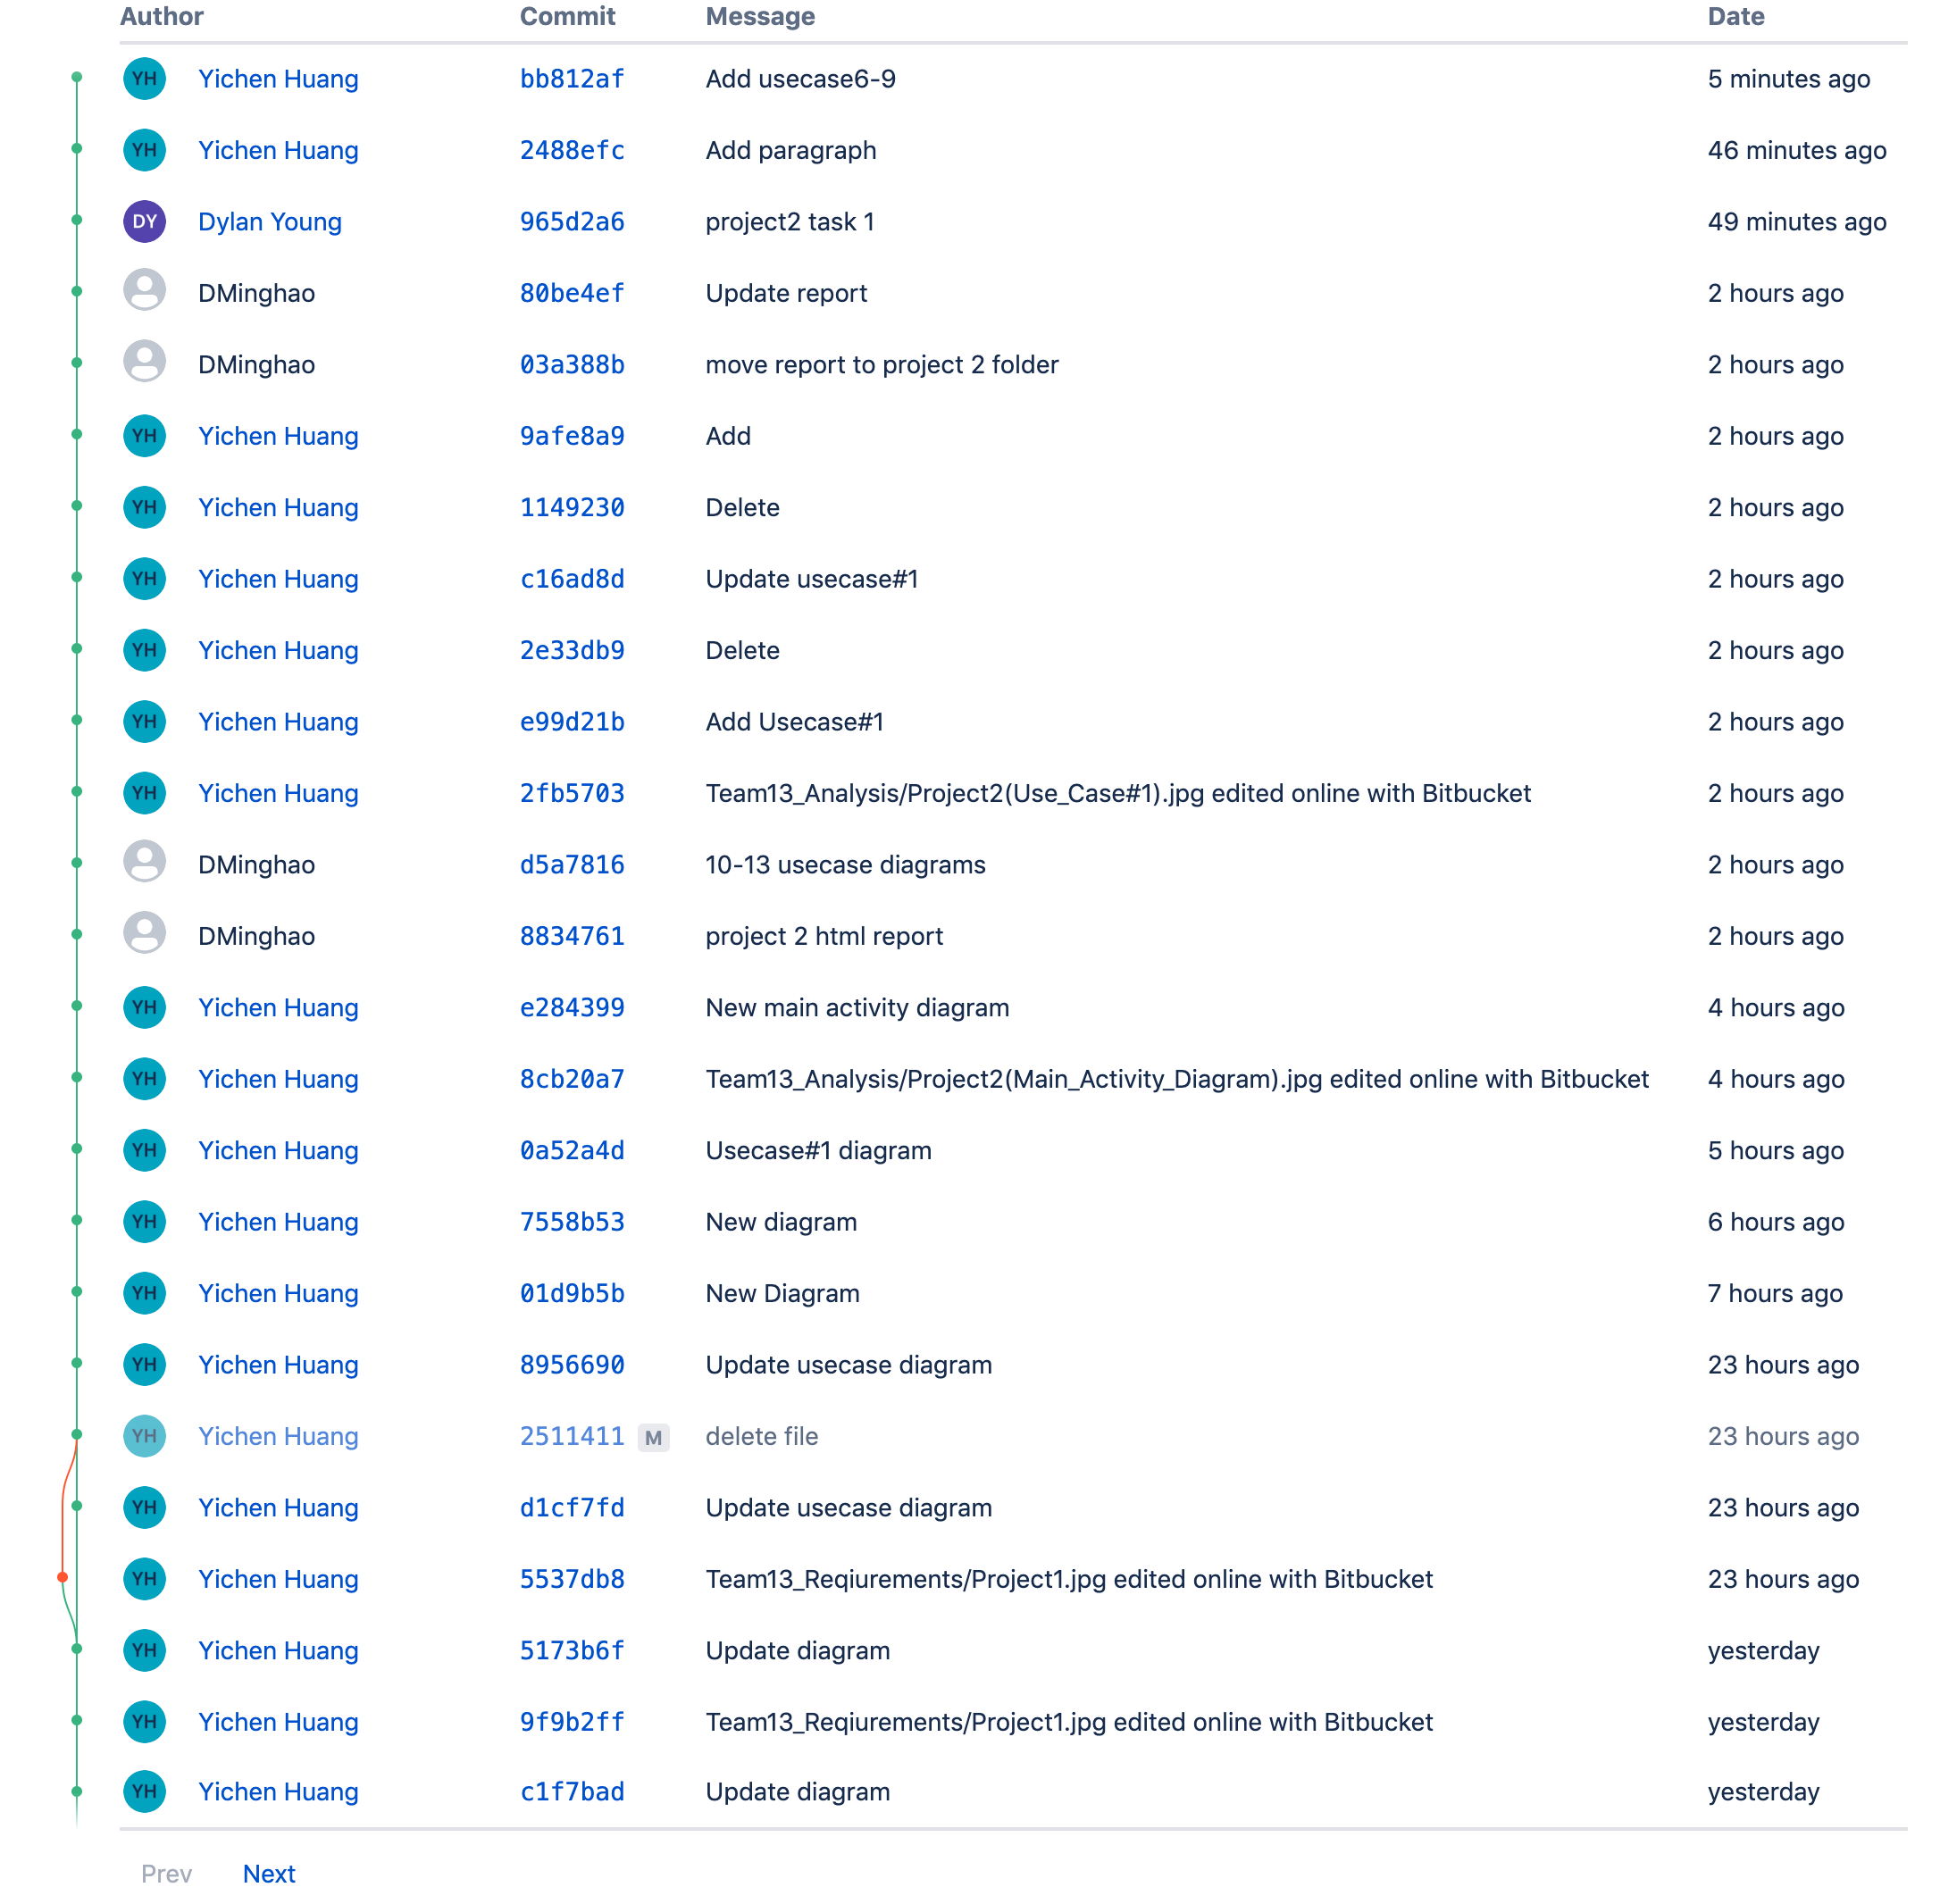 Author Commit Message Date
YH Yichen Huang bb812af Add usecase6-9 5 minutes ago
YH Yichen Huang 2488efc Add paragraph 46 minutes ago
DY Dylan Young 965d2a6 project2 task 1 49 minutes ago
DMinghao 80be4ef Update report 2 hours ago
DMinghao 03a388b move report to project 2 folder 2 hours ago
YH Yichen Huang 9afe8a9 Add 2 hours ago
YH Yichen Huang 1149230 Delete 2 hours ago
YH Yichen Huang c16ad8d Update usecase#1 2 hours ago
YH Yichen Huang 2e33db9 Delete 2 hours ago
YH Yichen Huang e99d21b Add Usecase#1 2 hours ago
YH Yichen Huang 2fb5703 Team13_Analysis/Project2(Use_Case#1).jpg edited online with Bitbucket 2 hours ago
DMinghao d5a7816 10-13 usecase diagrams 2 hours ago
DMinghao 8834761 project 2 html report 2 hours ago
YH Yichen Huang e284399 New main activity diagram 4 hours ago
YH Yichen Huang 8cb20a7 Team13_Analysis/Project2(Main_Activity_Diagram).jpg edited online with Bitbucket 4 hours ago
YH Yichen Huang 0a52a4d Usecase#1 diagram 5 hours ago
YH Yichen Huang 7558b53 New diagram 6 hours ago
YH Yichen Huang 01d9b5b New Diagram 7 hours ago
YH Yichen Huang 8956690 Update usecase diagram 23 hours ago
YH Yichen Huang 2511411 M delete file 23 hours ago
YH Yichen Huang d1cf7fd Update usecase diagram 23 hours ago
YH Yichen Huang 5537db8 Team13_Reqiurements/Project1.jpg edited online with Bitbucket 23 hours ago
YH Yichen Huang 5173b6f Update diagram yesterday
YH Yichen Huang 9f9b2ff Team13_Reqiurements/Project1.jpg edited online with Bitbucket yesterday
YH Yichen Huang c1f7bad Update diagram yesterday
Prev Next